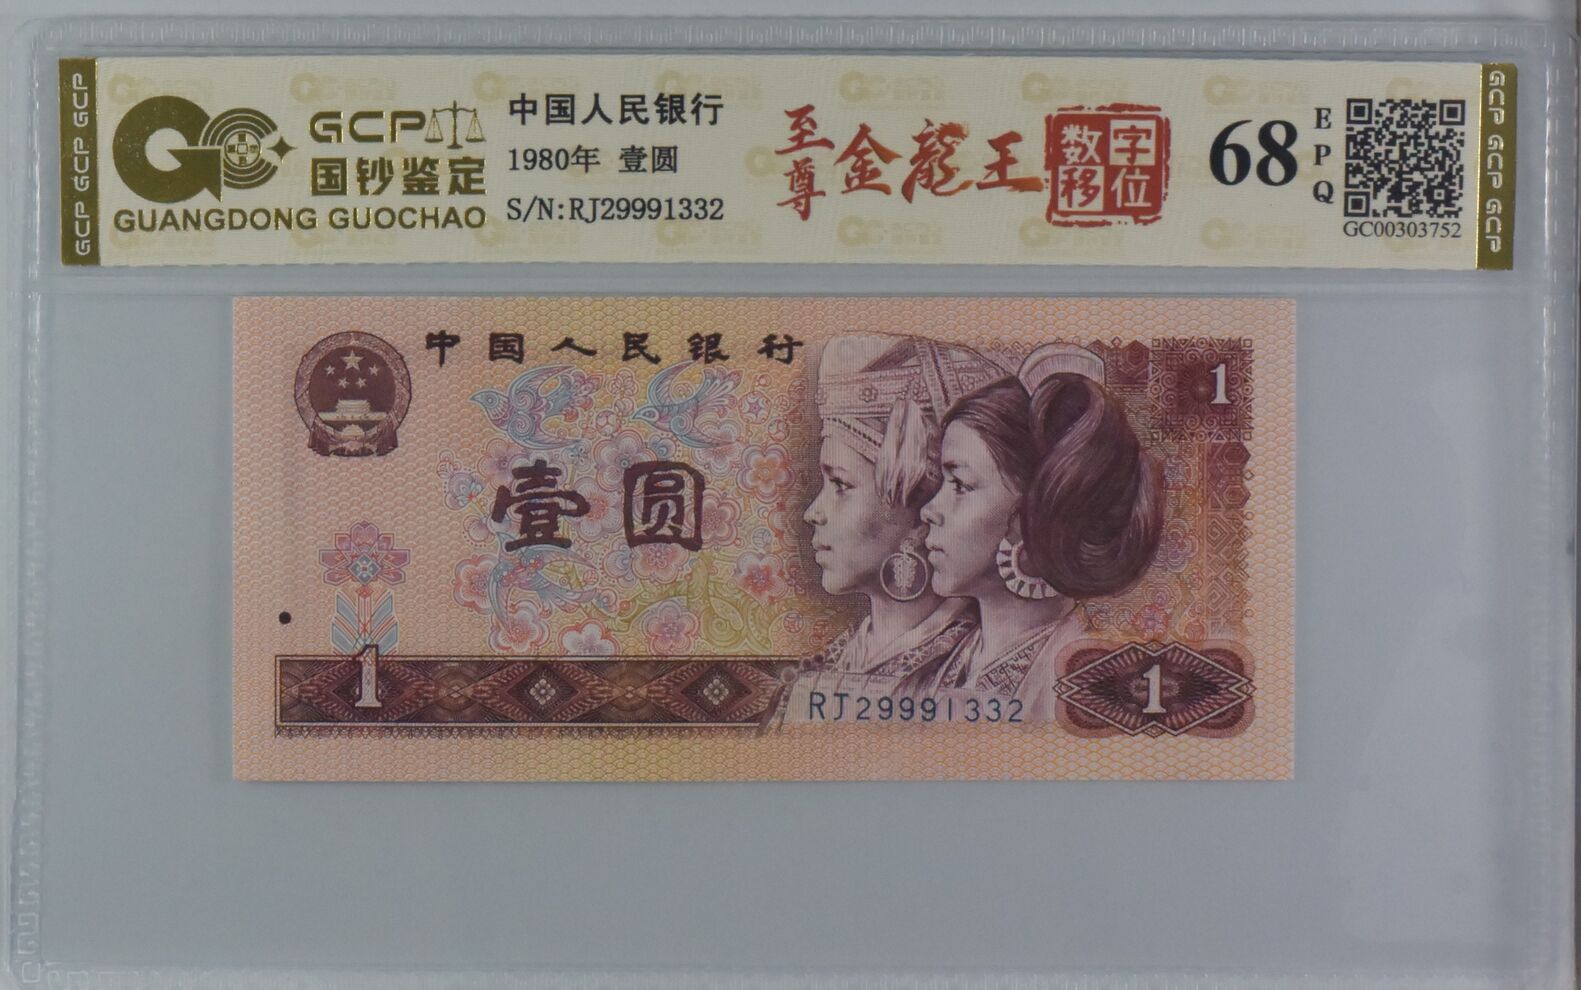 GCP GCP GCP
GCP
国钞鉴定
GUANGDONG GUOCHAO
中国人民银行
1980年 壹圆
S/N:RJ29991332
至尊
金龍王
数字
移位
68
EPQ
GC00303752
GCP GCP GCP
中国人民银行
1
壹圆
1
RJ29991332
1